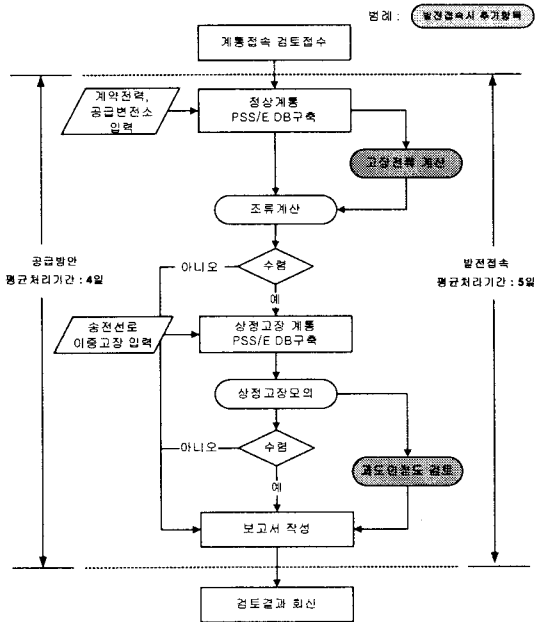 범례 :
발전접속시 추가항목
계통접속 검토접수
계약전력,
공급변전소
입력
정상계통
PSS/E DB구축
고장전류 계산
조류계산
공급방안
평균처리기간 : 4일
발전접속
평균처리기간 : 5일
아니오
수렴
예
송전선로
이중고장 입력
상정고장 계통
PSS/E DB구축
상정고장모의
아니오
수렴
과도안정도 검토
예
보고서 작성
검토결과 회신